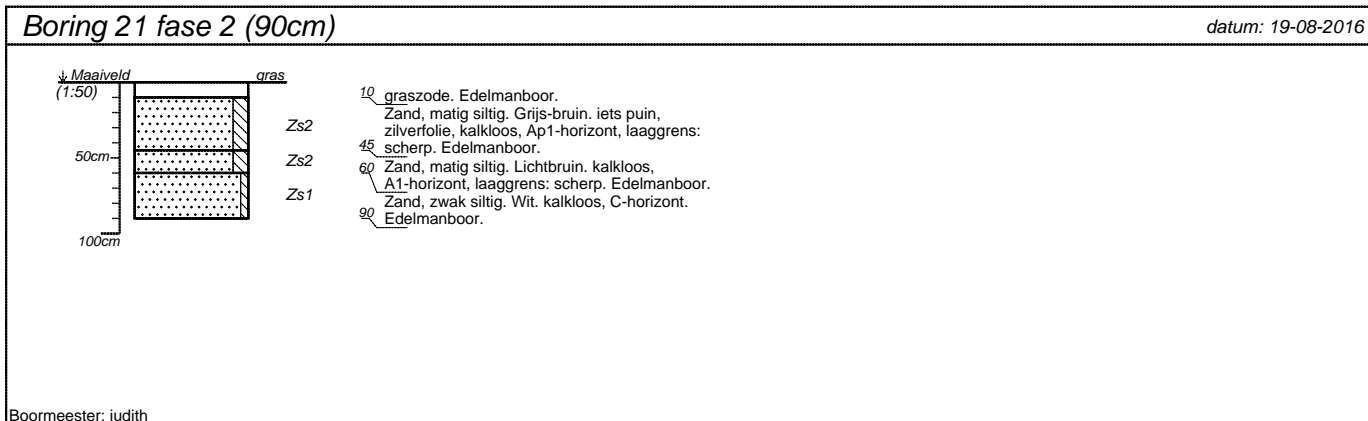 Boring 21 fase 2 (90cm)
datum: 19-08-2016
Maaiveld
gras
(1:50)
50cm
100cm
Zs2
Zs2
Zs1
10 graszode. Edelmanboor.
Zand, matig siltig. Grijs-bruin. iets puin,
zilverfolie, kalkloos, Ap1-horizont, laaggrens:
45 scherp. Edelmanboor.
60 Zand, matig siltig. Lichtbruin. kalkloos,
A1-horizont, laaggrens: scherp. Edelmanboor.
Zand, zwak siltig. Wit. kalkloos, C-horizont.
90 Edelmanboor.
Boormeester: judith